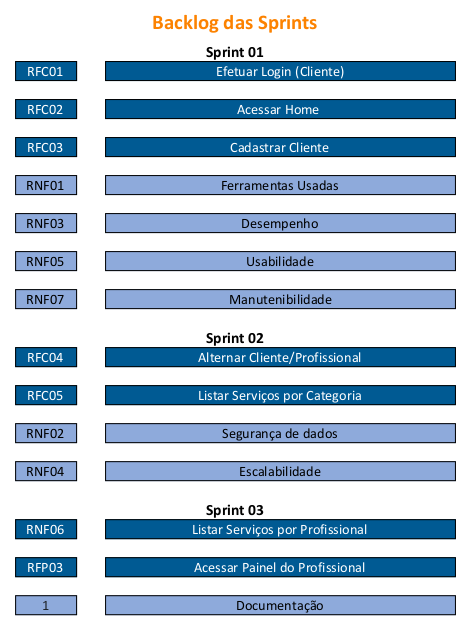 Backlog das Sprints
Sprint 01
RFC01 Efetuar Login (Cliente)
RFC02 Acessar Home
RFC03 Cadastrar Cliente
RNF01 Ferramentas Usadas
RNF03 Desempenho
RNF05 Usabilidade
RNF07 Manutenibilidade
Sprint 02
RFC04 Alternar Cliente/Profissional
RFC05 Listar Serviços por Categoria
RNF02 Segurança de dados
RNF04 Escalabilidade
Sprint 03
RNF06 Listar Serviços por Profissional
RFP03 Acessar Painel do Profissional
1 Documentação